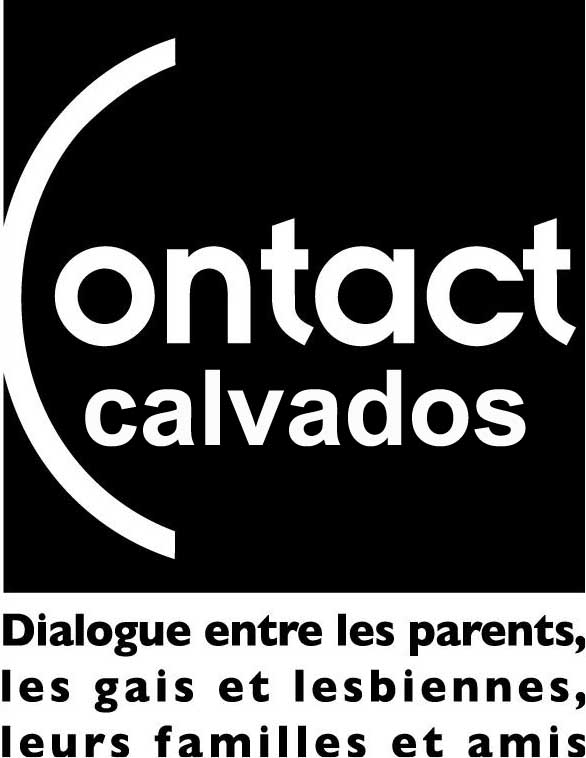 Contact
calvados
Dialogue entre les parents,
les gais et lesbiennes,
leurs familles et amis